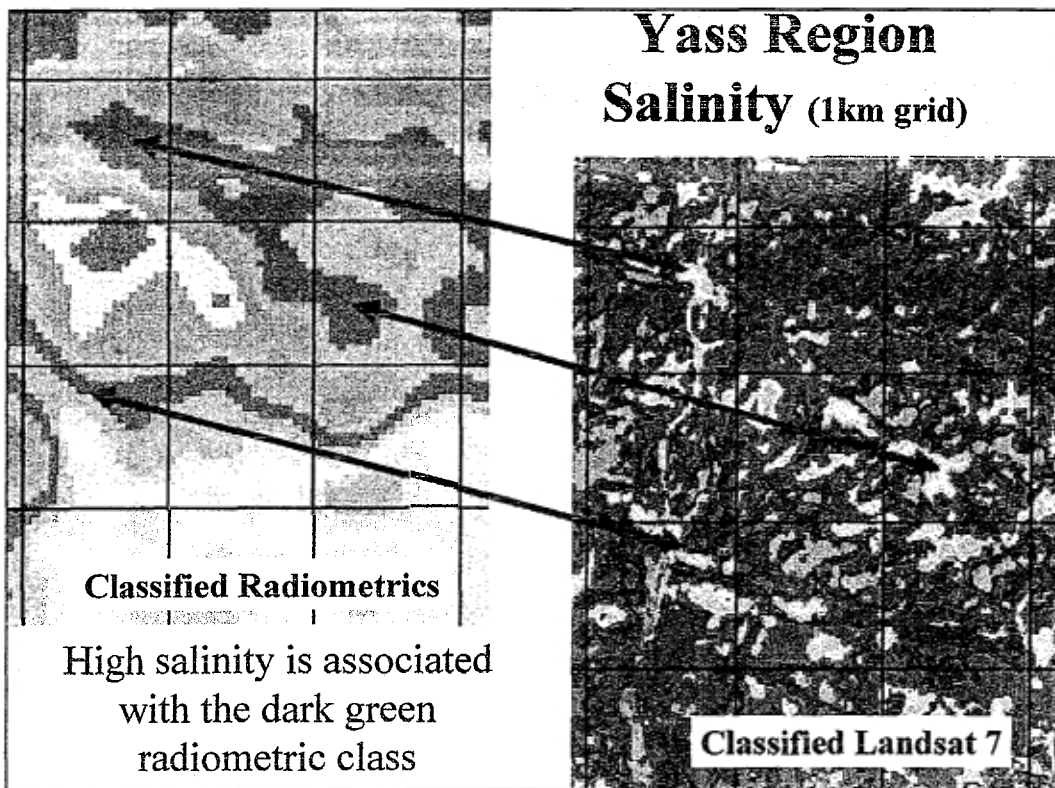 Yass Region
Salinity (1km grid)
Classified Radiometrics
High salinity is associated
with the dark green
radiometric class
Classified Landsat 7